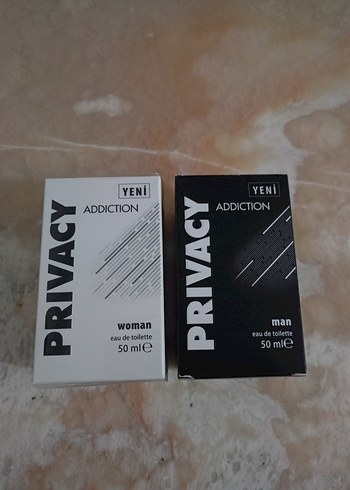 YENİ
PRIVACY
ADDICTION
woman
eau de toilette
50 ml℮
YENİ
PRIVACY
ADDICTION
man
eau de toilette
50 ml℮